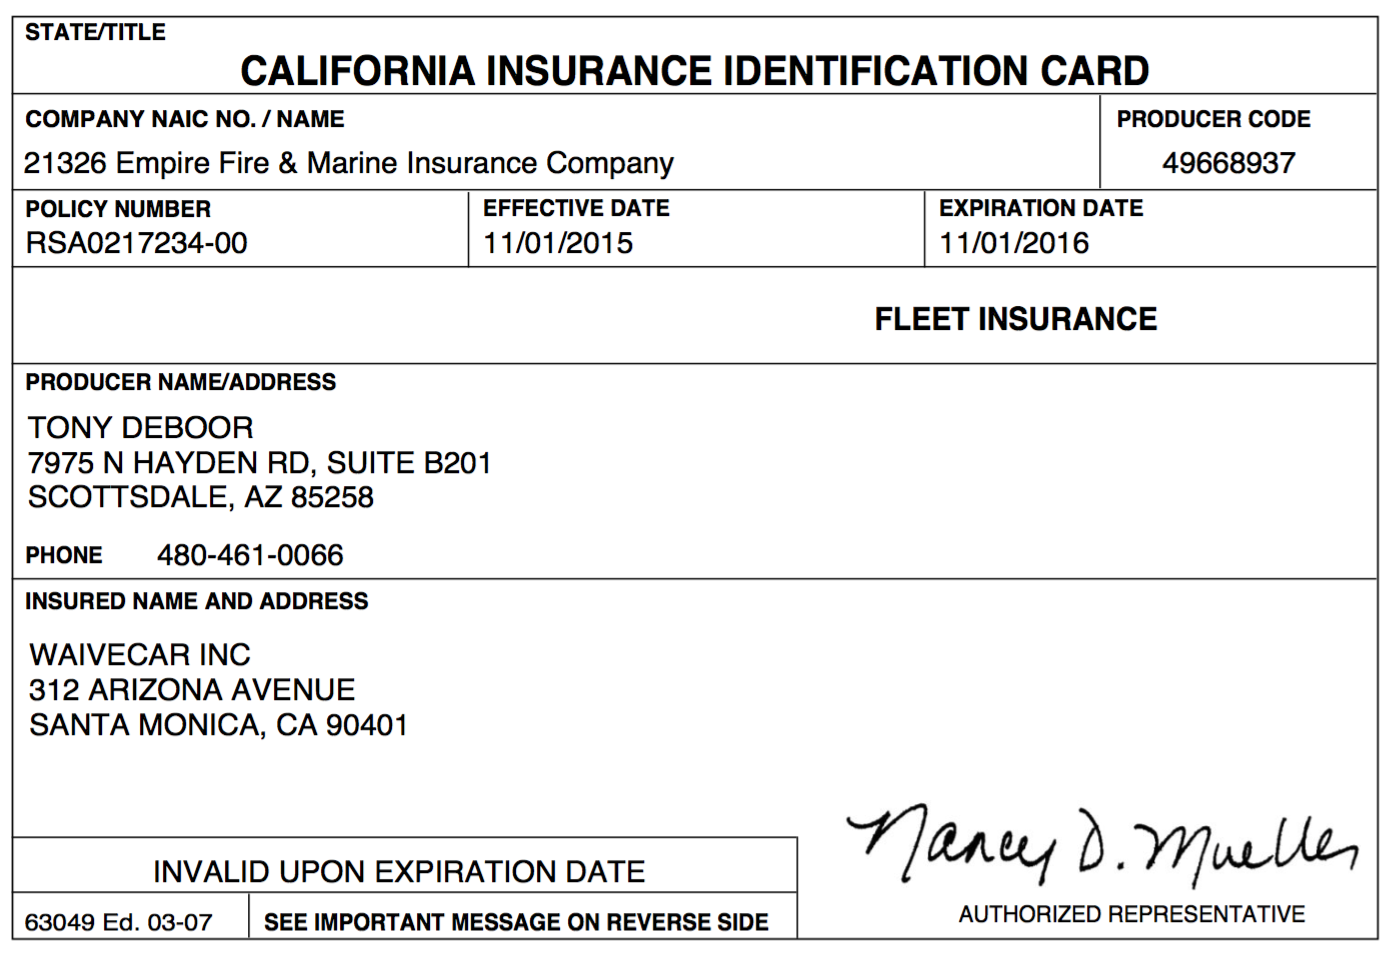 STATE/TITLE
CALIFORNIA INSURANCE IDENTIFICATION CARD
COMPANY NAIC NO. / NAME
21326 Empire Fire & Marine Insurance Company
PRODUCER CODE
49668937
POLICY NUMBER
RSA0217234-00
EFFECTIVE DATE
11/01/2015
EXPIRATION DATE
11/01/2016
FLEET INSURANCE
PRODUCER NAME/ADDRESS
TONY DEBOOR
7975 N HAYDEN RD, SUITE B201
SCOTTSDALE, AZ 85258
PHONE 480-461-0066
INSURED NAME AND ADDRESS
WAIVECAR INC
312 ARIZONA AVENUE
SANTA MONICA, CA 90401
Nancy D. Mueller
AUTHORIZED REPRESENTATIVE
INVALID UPON EXPIRATION DATE
63049 Ed. 03-07
SEE IMPORTANT MESSAGE ON REVERSE SIDE